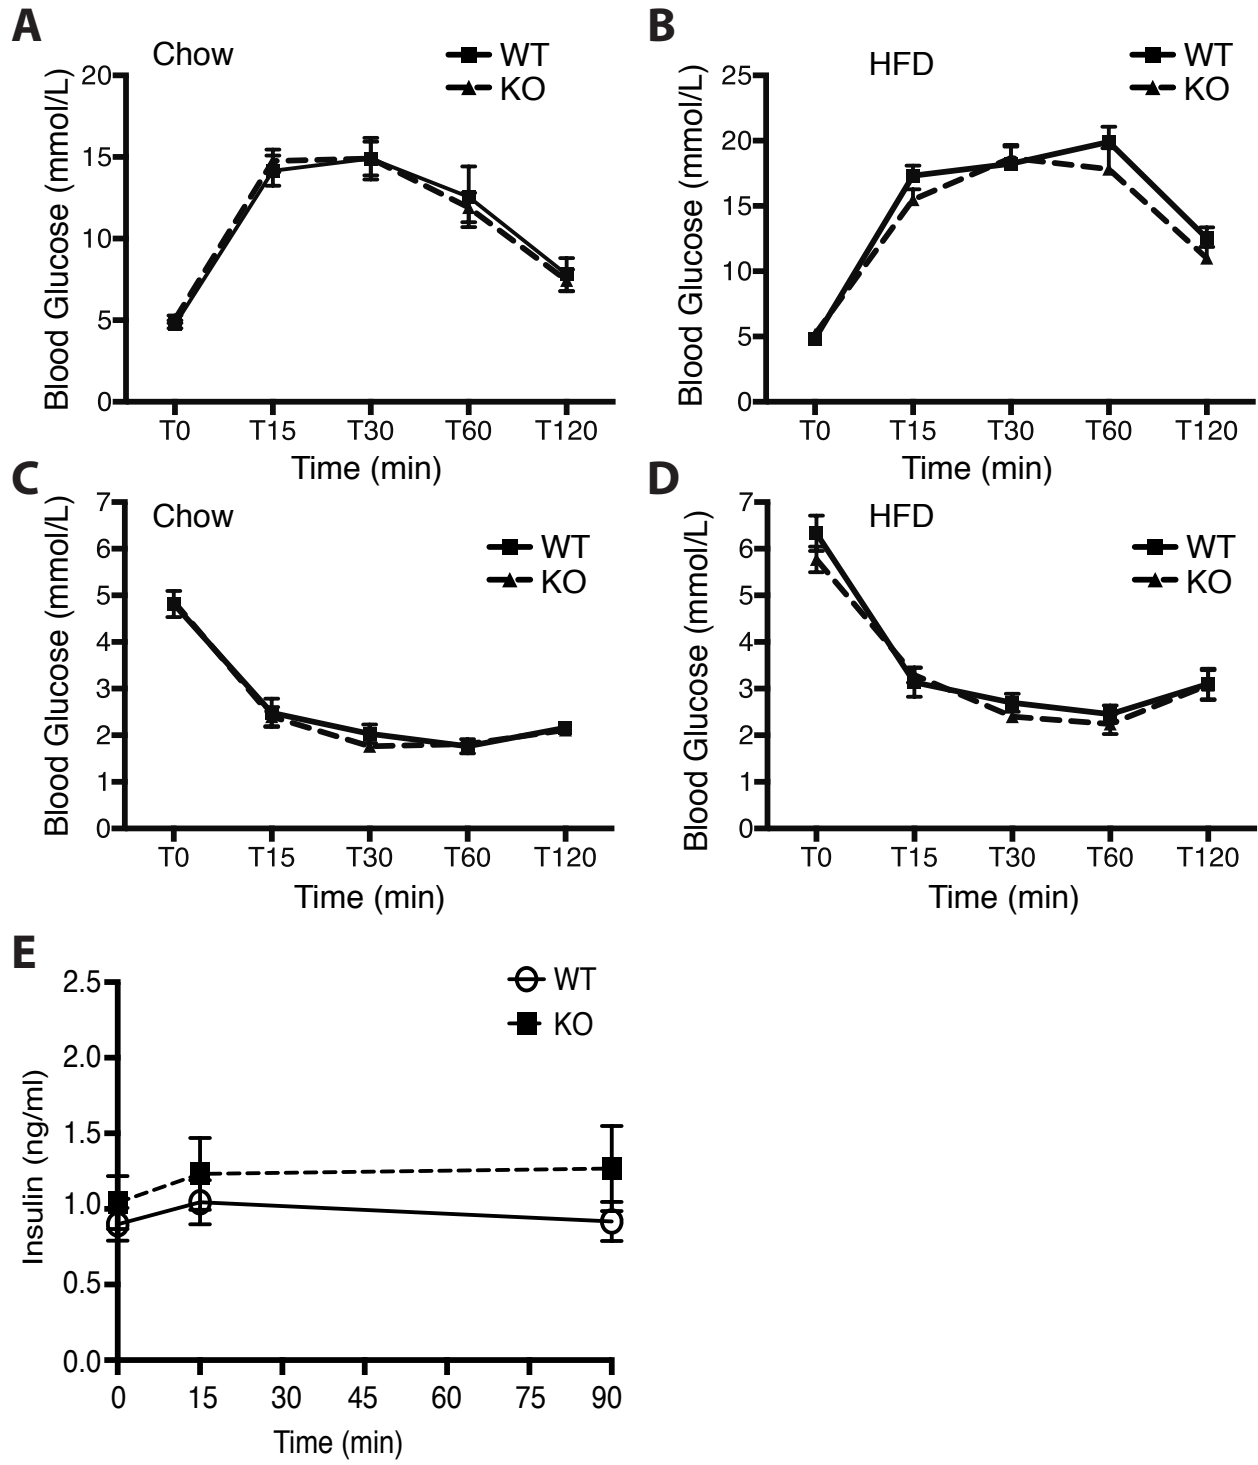 A
Chow
WT
KO
Blood Glucose (mmol/L)
20
15
10
5
0
T0 T15 T30 T60 T120
Time (min)
B
HFD
WT
KO
Blood Glucose (mmol/L)
25
20
15
10
5
0
T0 T15 T30 T60 T120
Time (min)
C
Chow
WT
KO
Blood Glucose (mmol/L)
7
6
5
4
3
2
1
0
T0 T15 T30 T60 T120
Time (min)
D
HFD
WT
KO
Blood Glucose (mmol/L)
7
6
5
4
3
2
1
0
T0 T15 T30 T60 T120
Time (min)
E
WT
KO
Insulin (ng/ml)
2.5
2.0
1.5
1.0
0.5
0.0
0 15 30 45 60 75 90
Time (min)